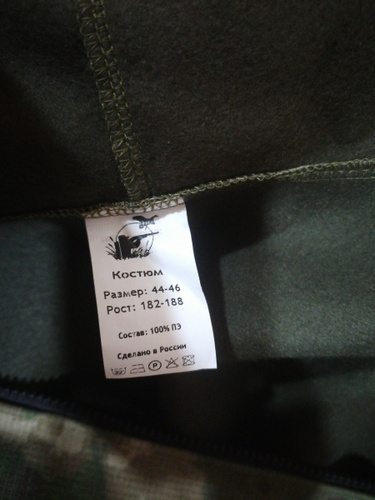 Костюм
Размер: 44-46
Рост: 182-188
Состав: 100% ПЭ
Сделано в России